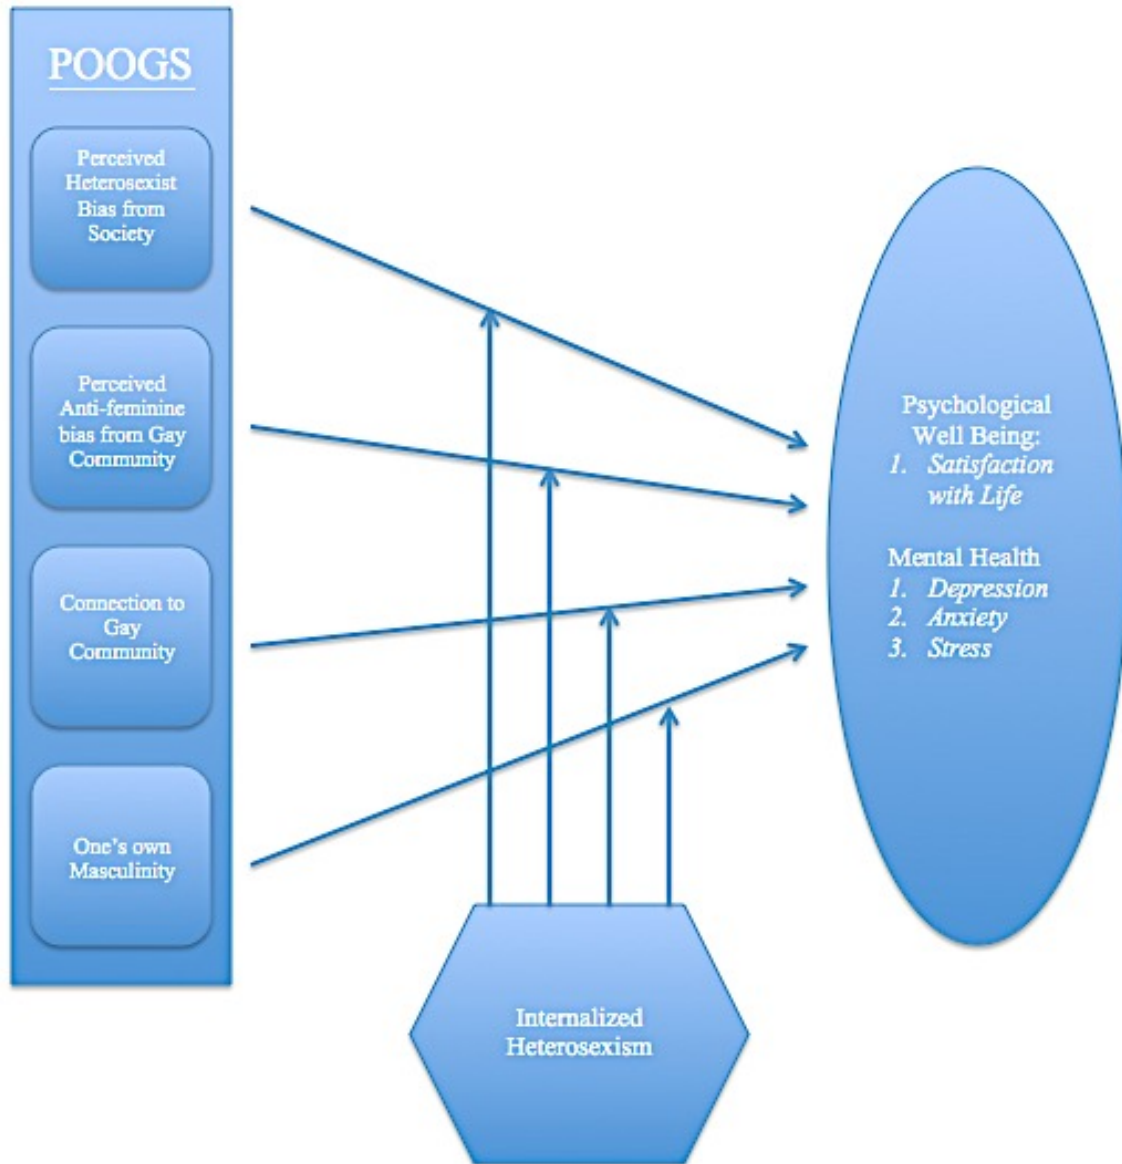 POOGS
Perceived
Heterosexist
Bias from
Society
Perceived
Anti-feminine
bias from Gay
Community
Connection to
Gay
Community
One's own
Masculinity
Psychological
Well Being:
1. Satisfaction
with Life
Mental Health
1. Depression
2. Anxiety
3. Stress
Internalized
Heterosexism